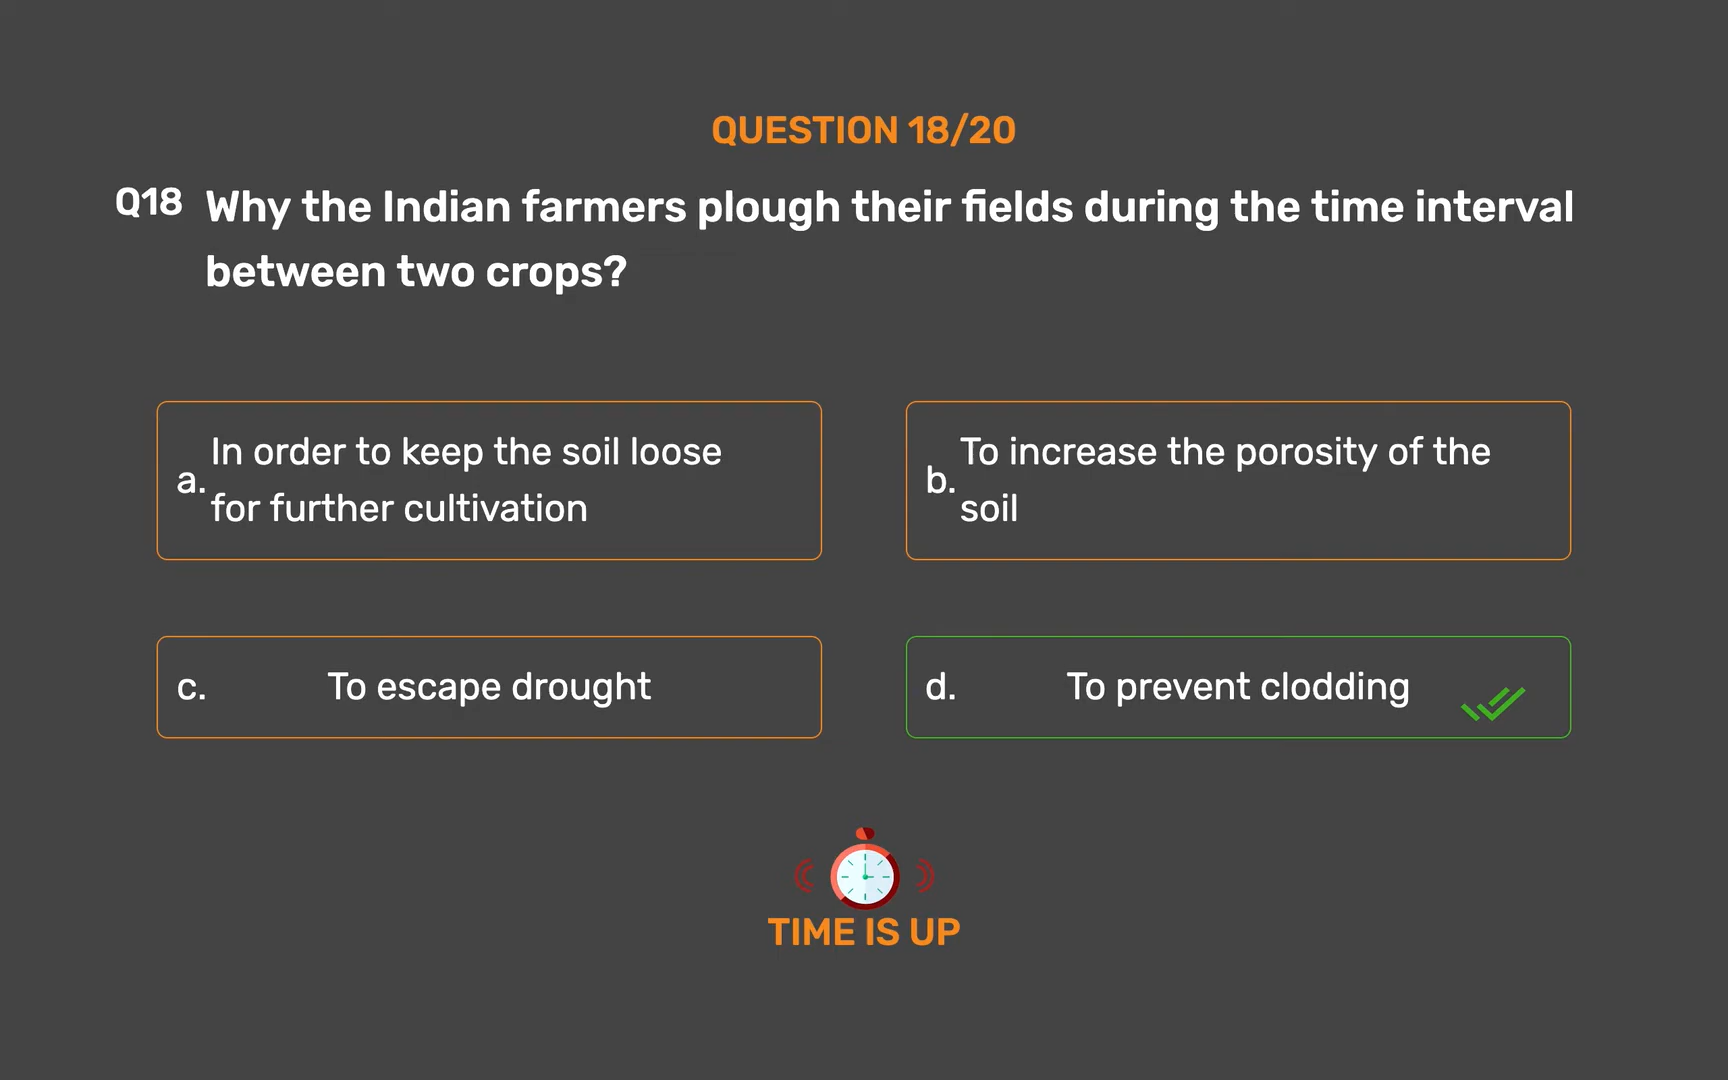 QUESTION 18/20
Q18 Why the Indian farmers plough their fields during the time interval
between two crops?
a. In order to keep the soil loose
for further cultivation
b. To increase the porosity of the
soil
c. To escape drought
d. To prevent clodding
TIME IS UP